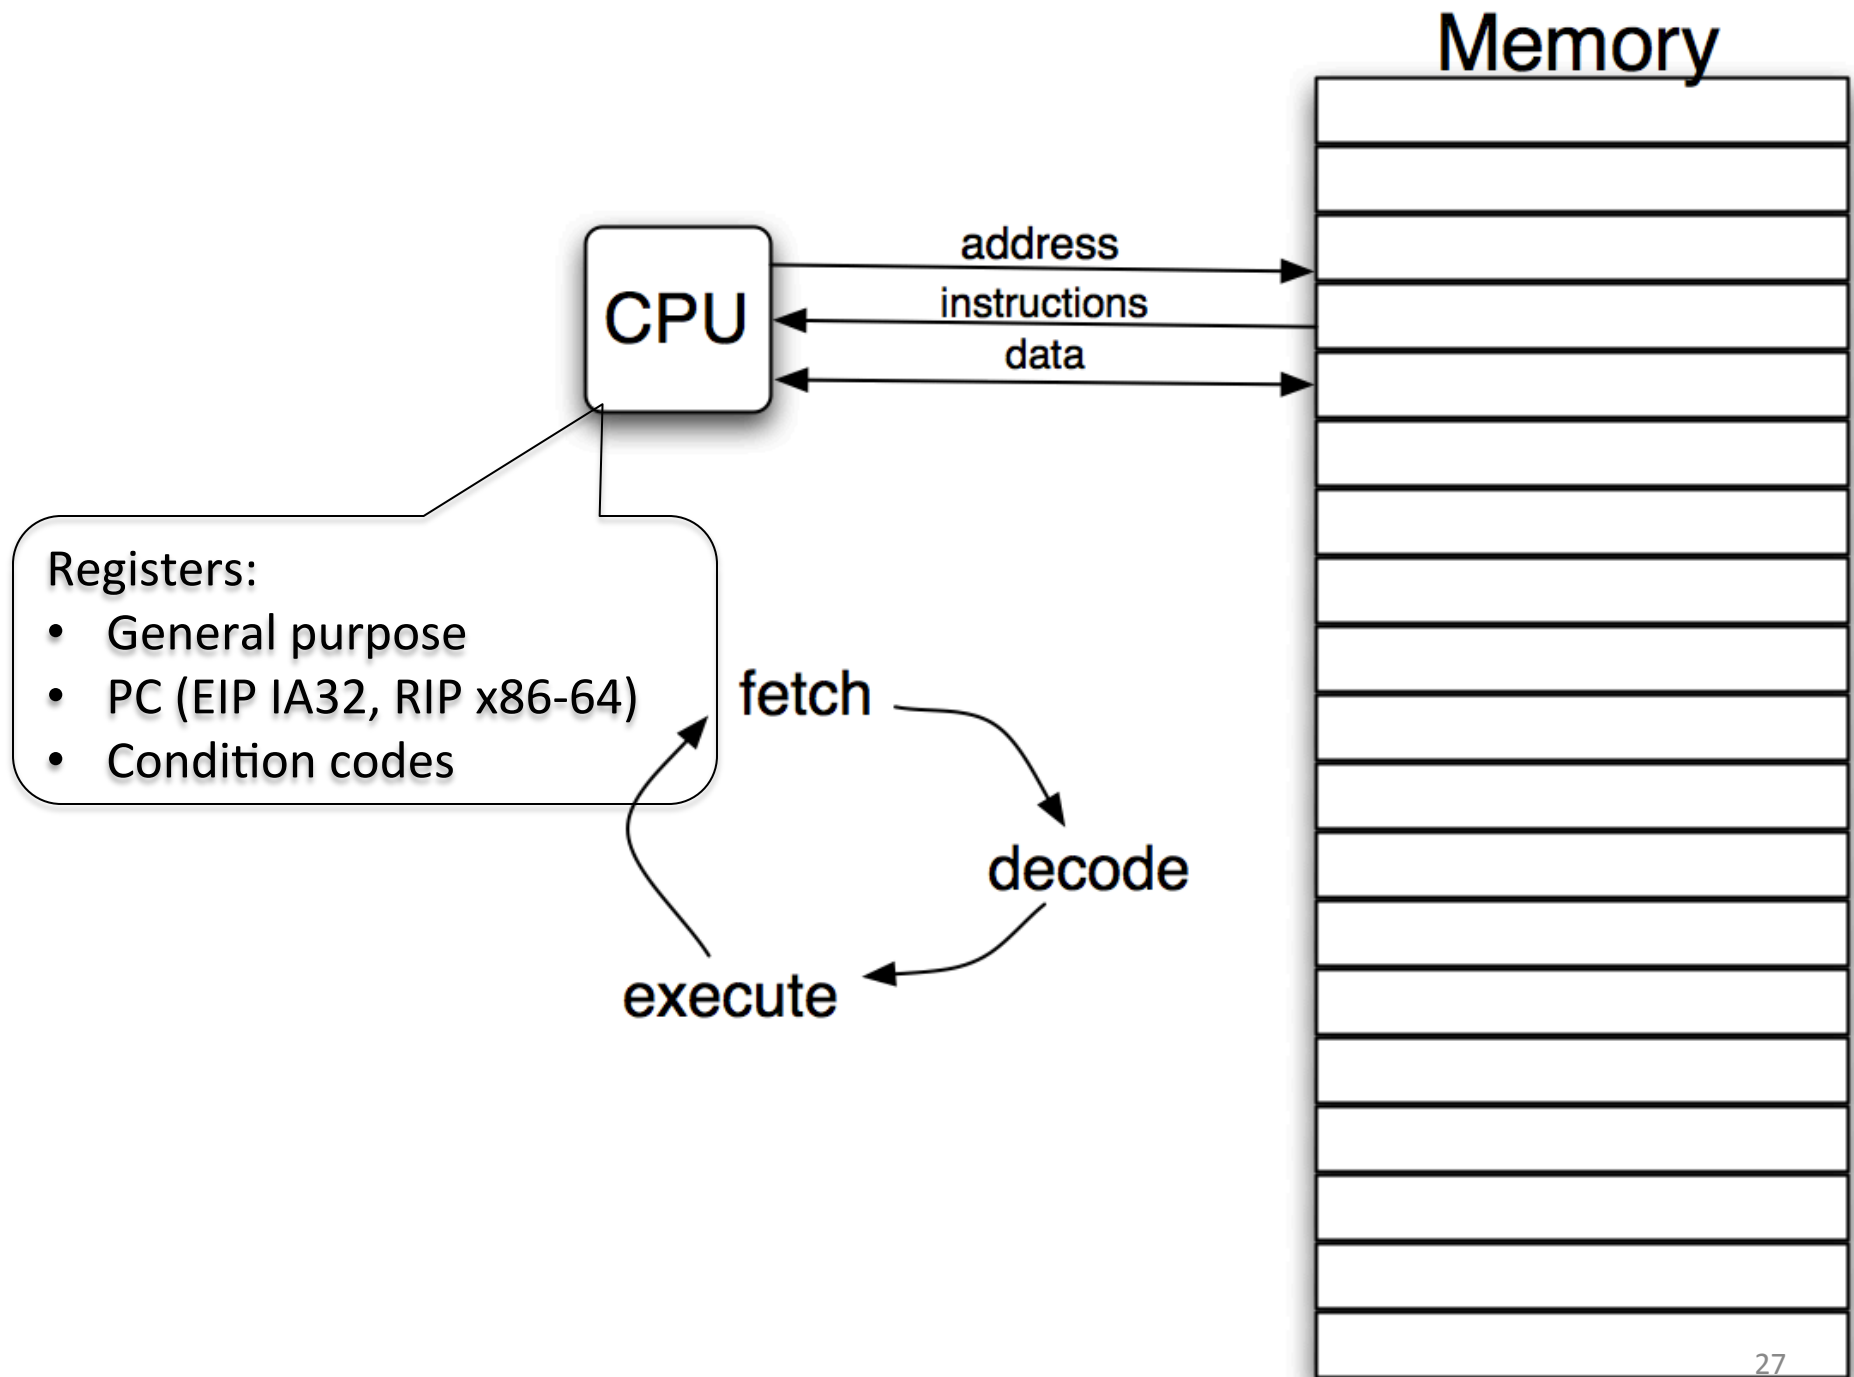 Memory
address
instructions
CPU
data
Registers:
• General purpose
• PC (EIP IA32, RIP x86-64)
• Condition codes
fetch
decode
execute
27